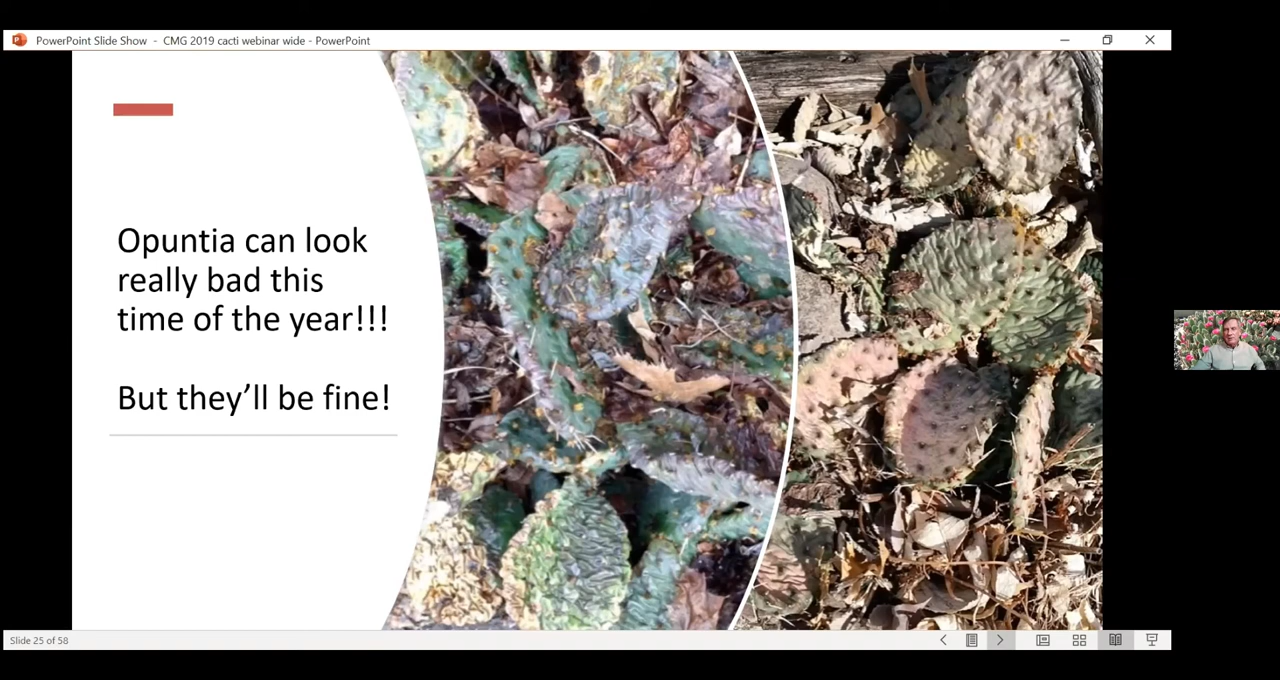 PowerPoint Slide Show - CMG 2019 cacti webinar wide - PowerPoint
Opuntia can look
really bad this
time of the year!!!
But they’ll be fine!
Slide 25 of 58